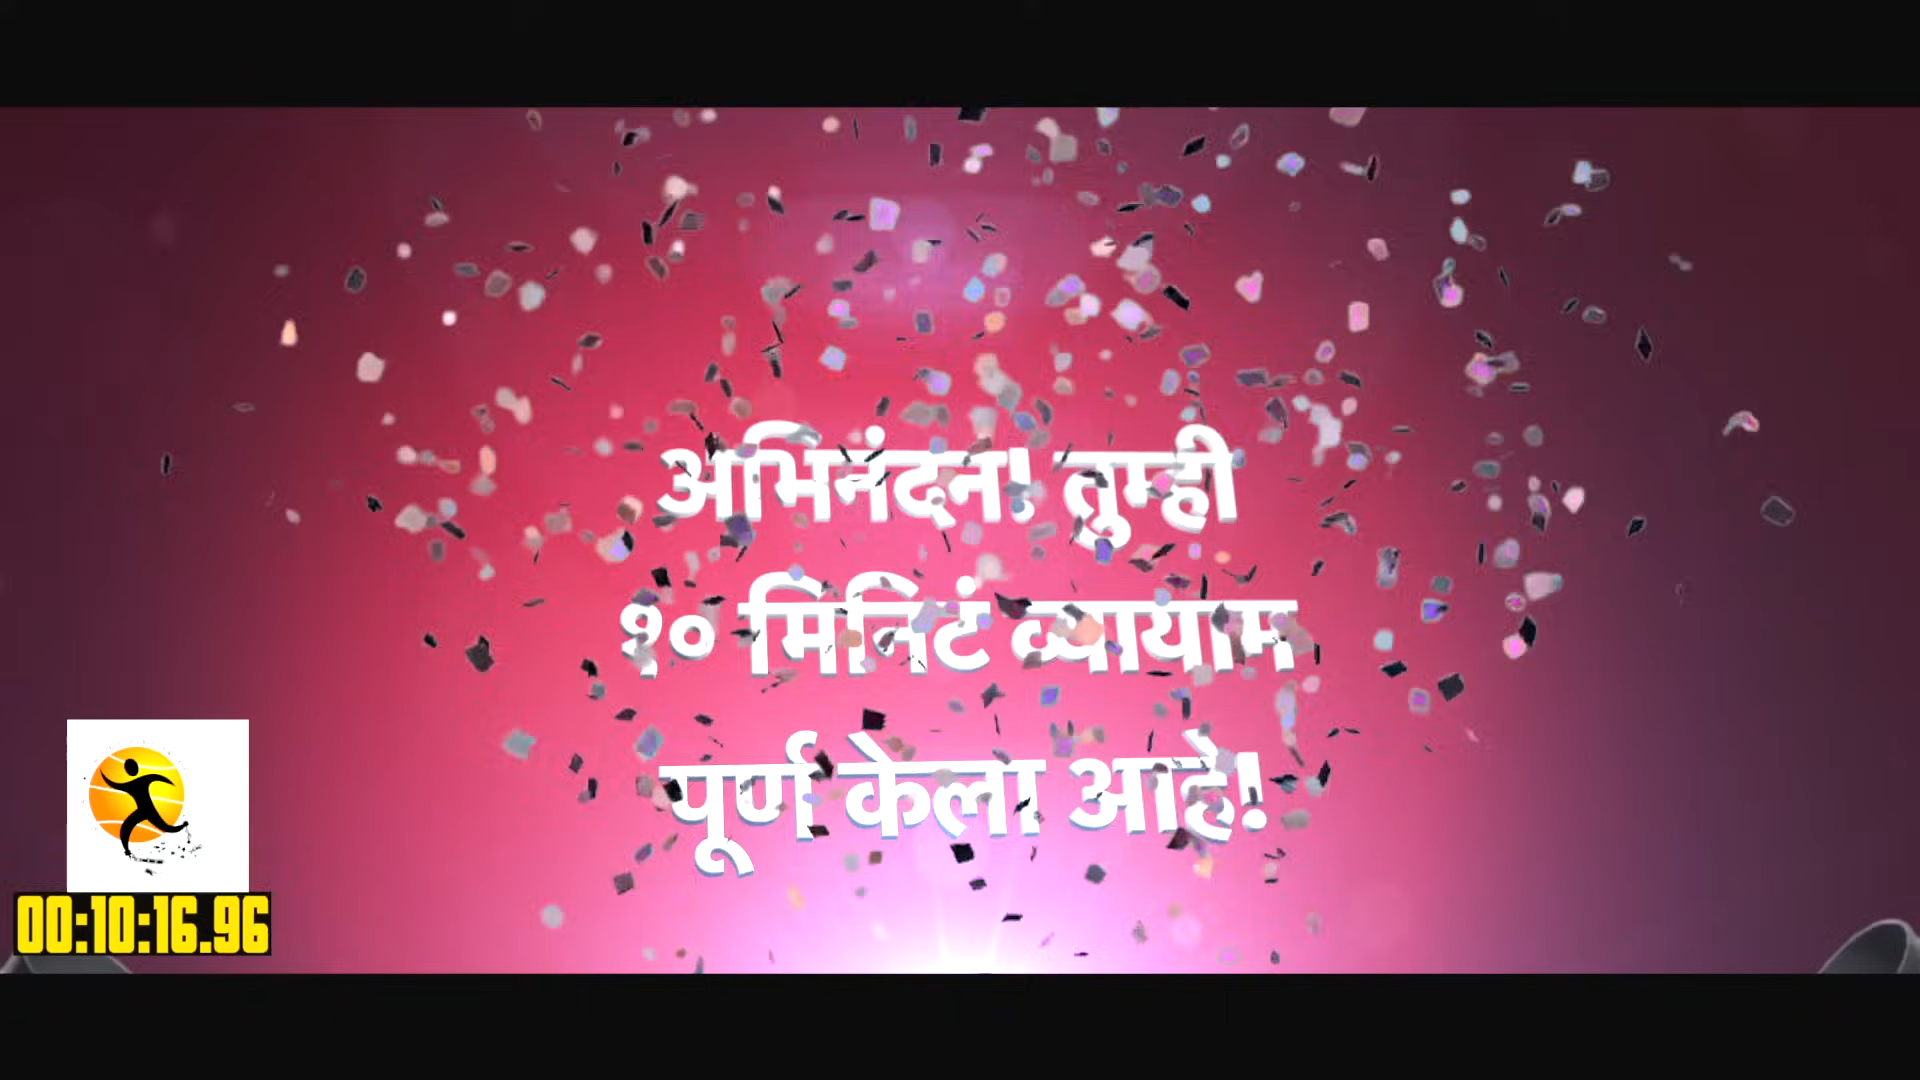 अभिनंदन! तुम्ही
१० मिनिटं व्यायाम
पूर्ण केला आहे!
00:10:16.96